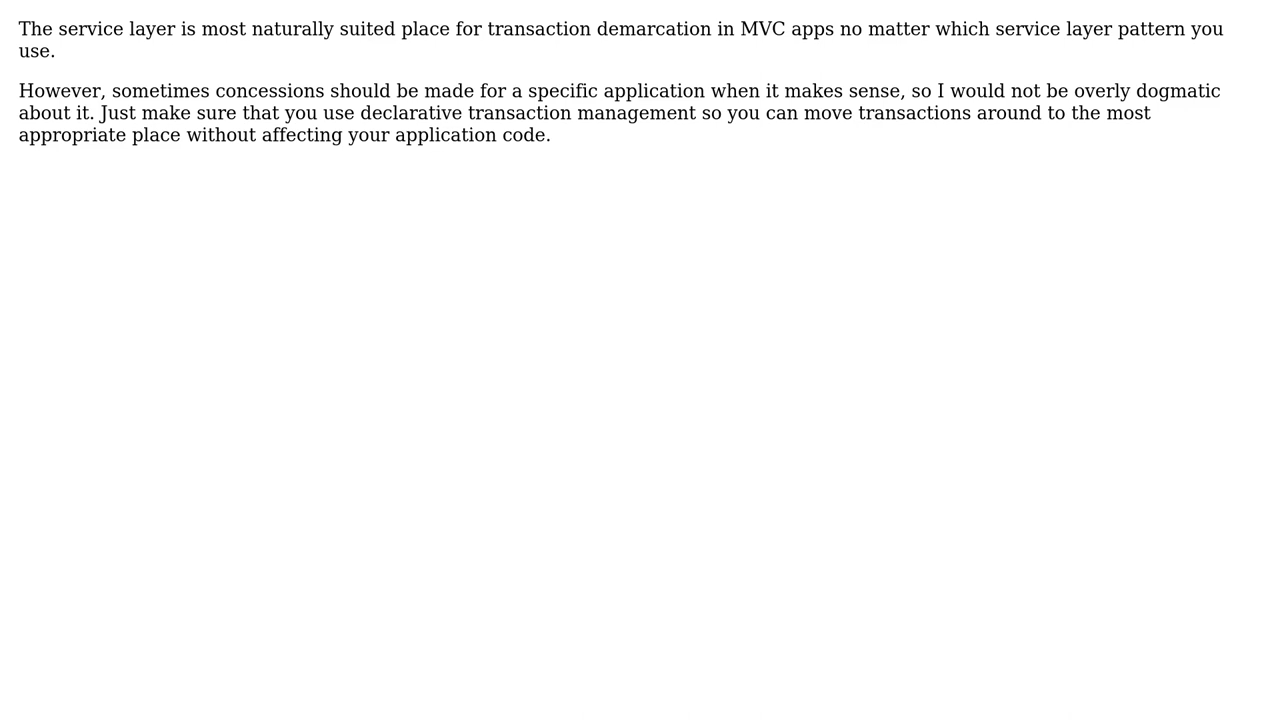 The service layer is most naturally suited place for transaction demarcation in MVC apps no matter which service layer pattern you
use.
However, sometimes concessions should be made for a specific application when it makes sense, so I would not be overly dogmatic
about it. Just make sure that you use declarative transaction management so you can move transactions around to the most
appropriate place without affecting your application code.